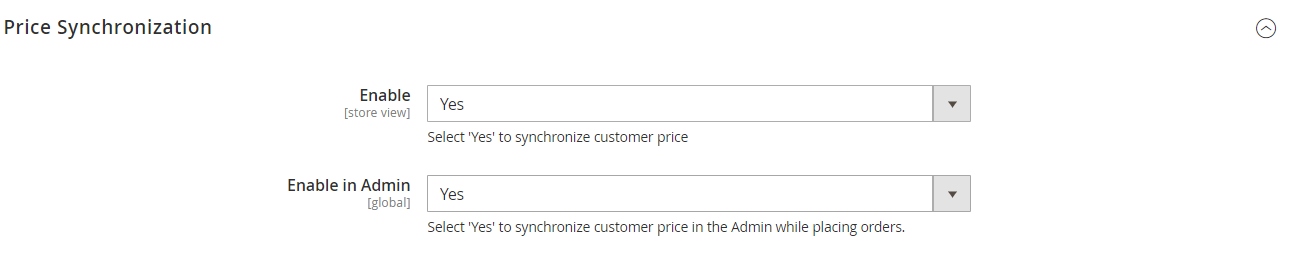 Price Synchronization
Enable
[store view]
Yes
Select 'Yes' to synchronize customer price
Enable in Admin
[global]
Yes
Select 'Yes' to synchronize customer price in the Admin while placing orders.